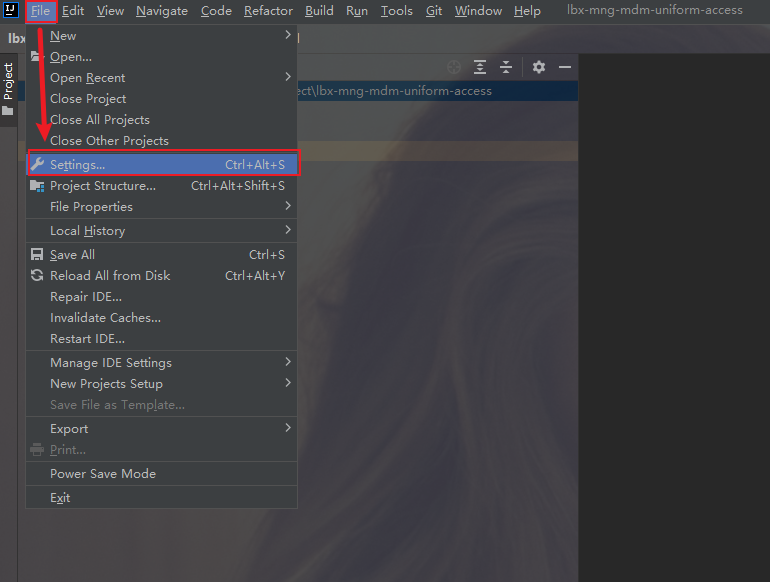 IJ File Edit View Navigate Code Refactor Build Run Tools Git Window Help lbx-mng-mdm-uniform-access
lbx
Project
ect\lbx-mng-mdm-uniform-access
New
Open...
Open Recent
Close Project
Close All Projects
Close Other Projects
Settings... Ctrl+Alt+S
Project Structure... Ctrl+Alt+Shift+S
File Properties
Local History
Save All Ctrl+S
Reload All from Disk Ctrl+Alt+Y
Repair IDE...
Invalidate Caches...
Restart IDE...
Manage IDE Settings
New Projects Setup
Save File as Template...
Export
Print...
Power Save Mode
Exit